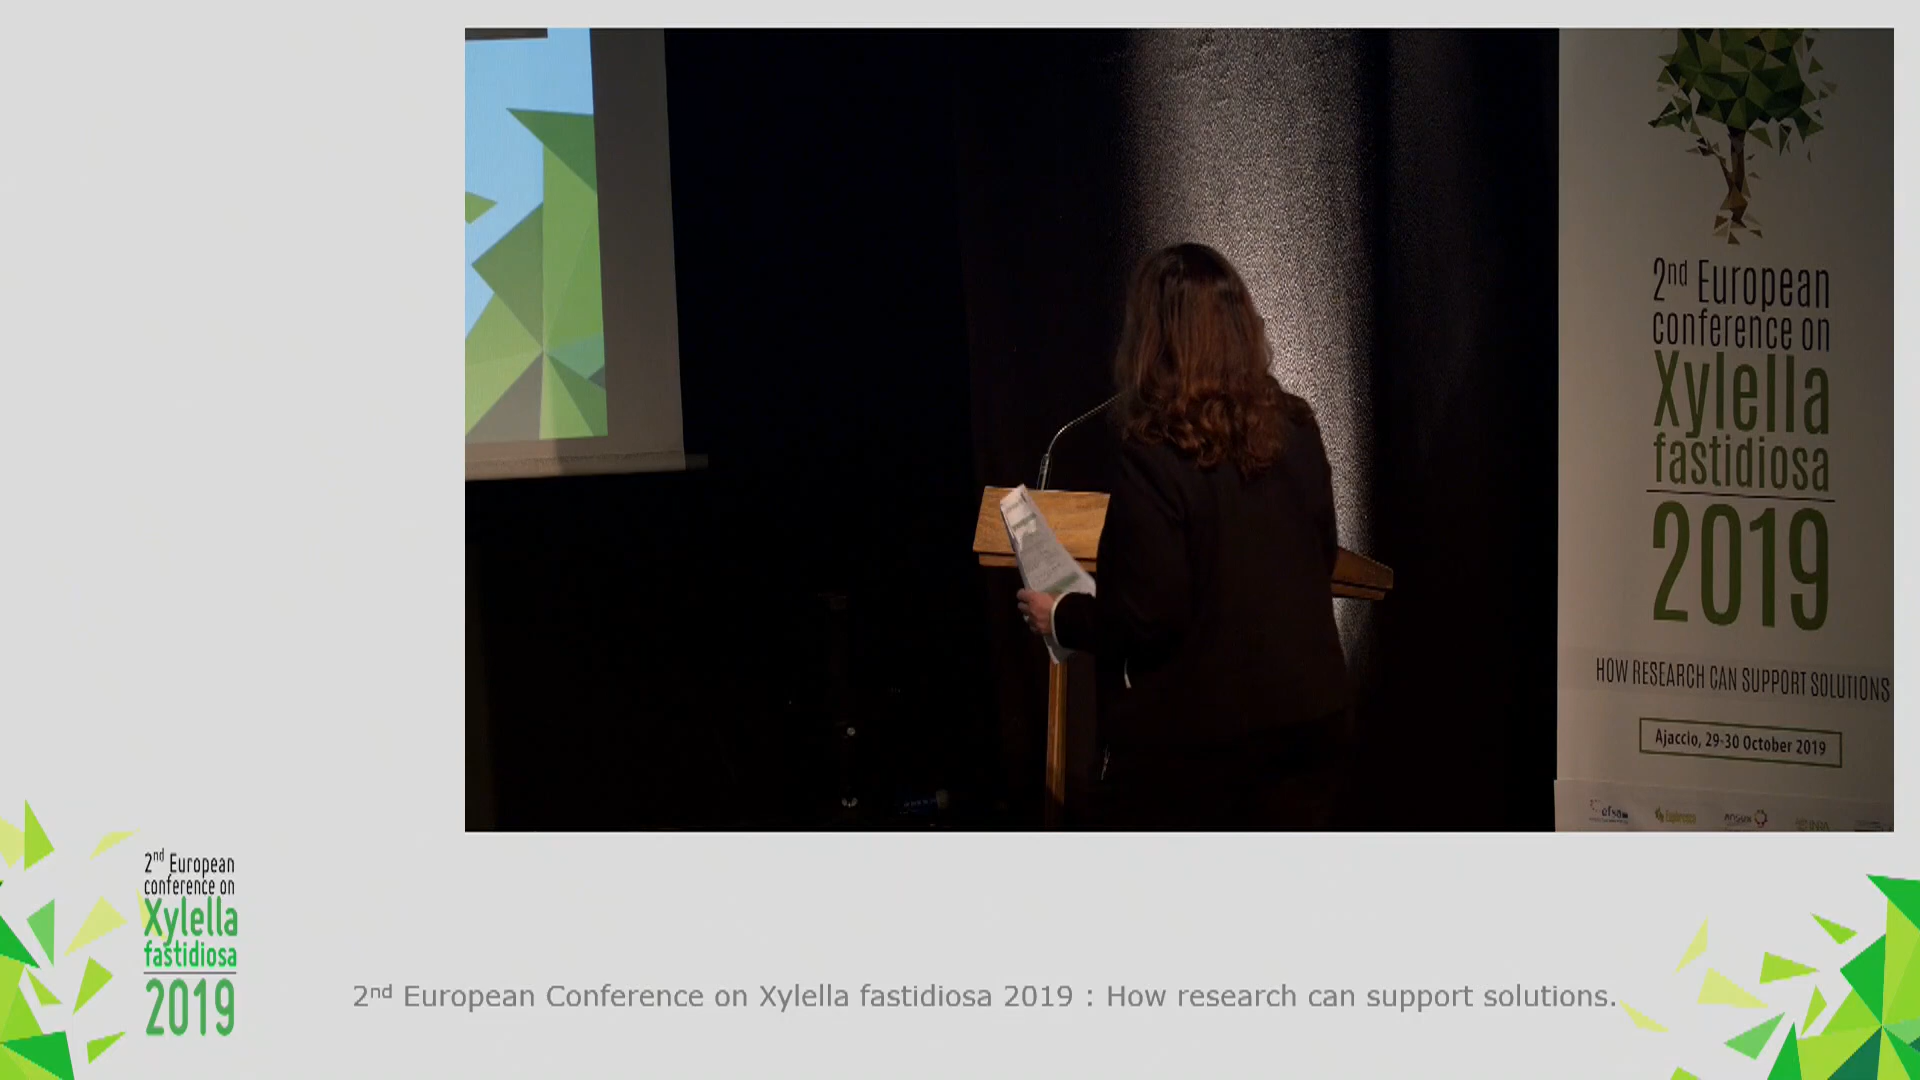 2nd European
conference on
Xylella
fastidiosa
2019
HOW RESEARCH CAN SUPPORT SOLUTIONS
Ajaccio, 29-30 October 2019
efsa
2nd European
conference on
Xylella
fastidiosa
2019
2nd European Conference on Xylella fastidiosa 2019 : How research can support solutions.